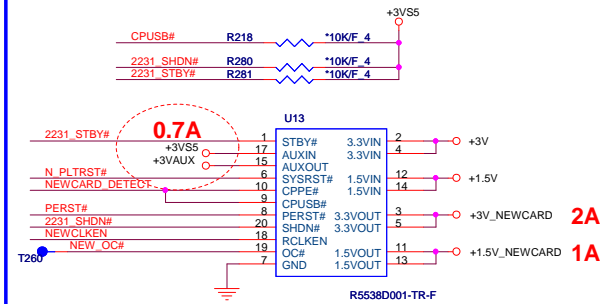 +3VS5
CPUSB# R218 *10K/F_4
2231_SHDN# R280 *10K/F_4
2231_STBY# R281 *10K/F_4
U13
2231_STBY# 0.7A 1 STBY# 3.3VIN 2 +3V
+3VS5 17 AUXIN 3.3VIN 4
+3VAUX 15 AUXOUT
N_PLTRST# 6 SYSRST# 1.5VIN 12 +1.5V
NEWCARD_DETECT 10 CPPE# 1.5VIN 14
9 CPUSB#
PERST# 8 PERST# 3.3VOUT 3 +3V_NEWCARD 2A
2231_SHDN# 20 SHDN# 3.3VOUT 5
NEWCLKEN 18 RCLKEN
T260 NEW_OC# 19 OC# 1.5VOUT 11 +1.5V_NEWCARD 1A
7 GND 1.5VOUT 13
R5538D001-TR-F